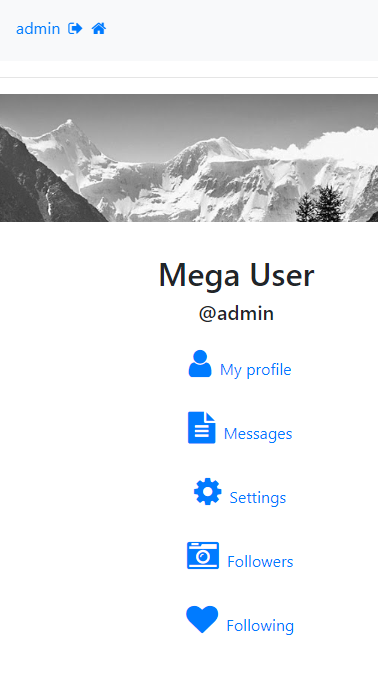 admin
Mega User
@admin
My profile
Messages
Settings
Followers
Following